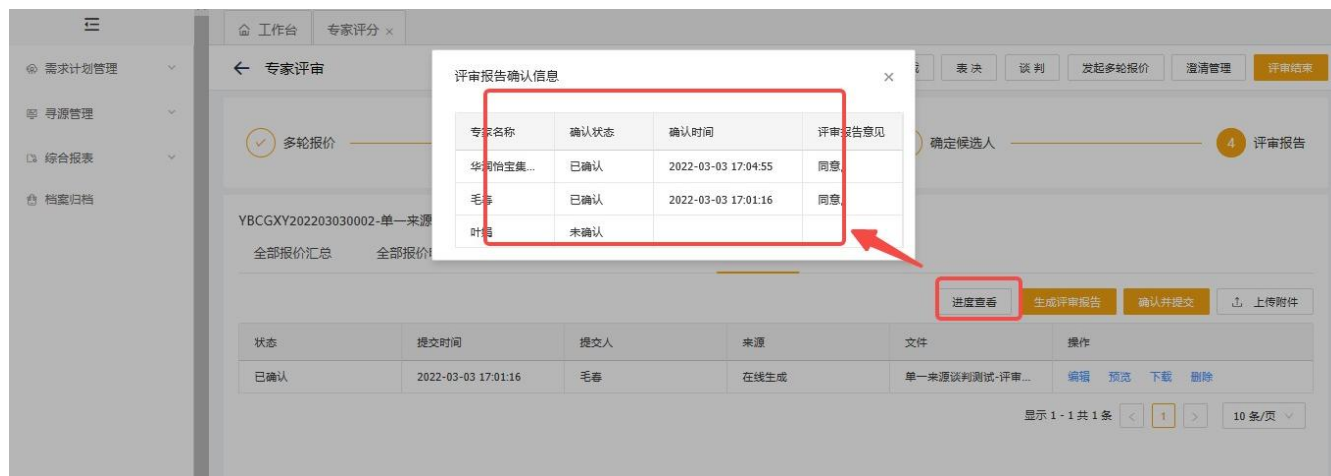 工作台 专家评分 ×
需求计划管理
寻源管理
综合报表
档案归档
← 专家评审
表决 谈判 发起多轮报价 澄清管理 评审结束
多轮报价 确定候选人 4 评审报告
评审报告确认信息 ×
专家名称 确认状态 确认时间 评审报告意见
华润怡宝集... 已确认 2022-03-03 17:04:55 同意。
毛春 已确认 2022-03-03 17:01:16 同意。
叶娟 未确认
YBCGXY202203030002-单一来源
全部报价汇总 全部报价
进度查看 生成评审报告 确认并提交 上传附件
状态 提交时间 提交人 来源 文件 操作
已确认 2022-03-03 17:01:16 毛春 在线生成 单一来源谈判测试-评审... 编辑 预览 下载 删除
显示 1 - 1 共 1 条 < 1 > 10 条/页